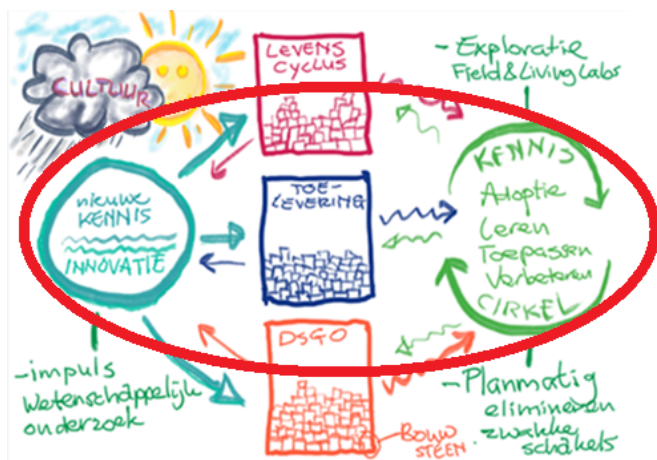 CULTUUR
LEVENS
CYCLUS
- Exploratie
Field & Living Labs
nieuwe
KENNIS
INNOVATIE
TOE-
LEVERING
KENNIS
Adoptie
Leren
Toepassen
Verbeteren
CIRKEL
DSGO
BOUW
STEEN
- impuls
Wetenschappelijk
onderzoek
- Planmatig
elimineren
zwakke
schakels